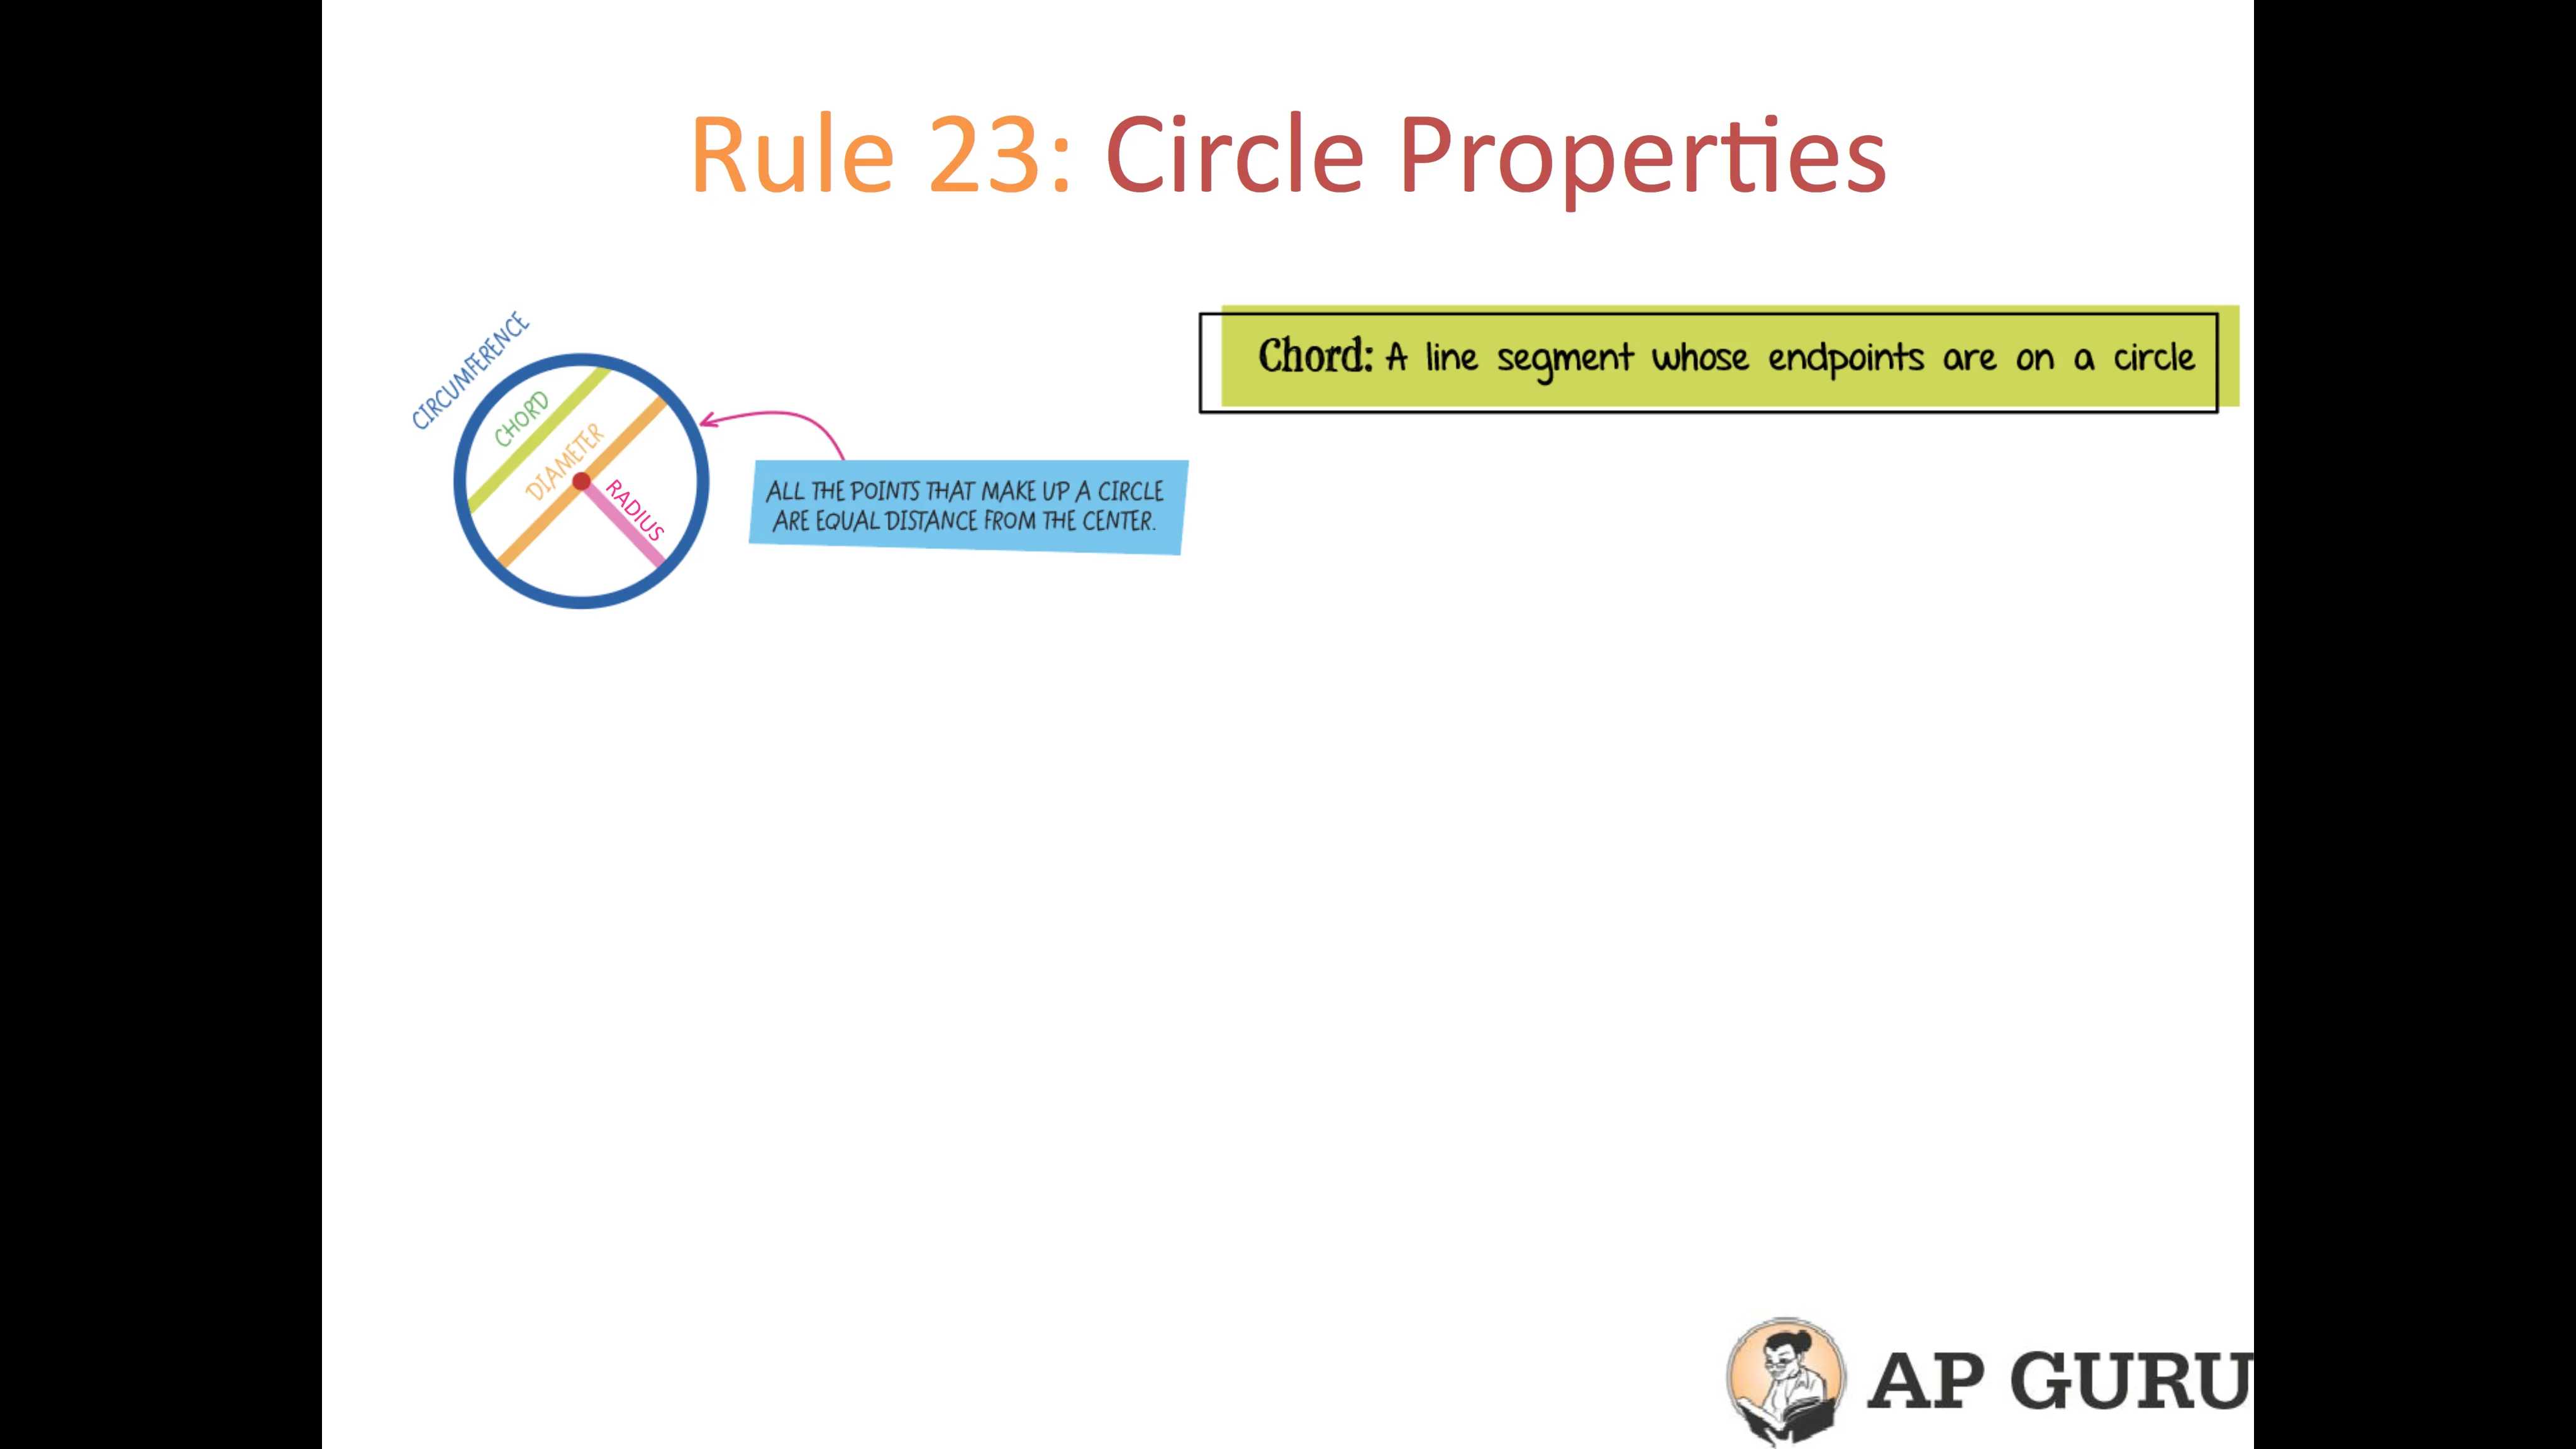 Rule 23: Circle Properties
CIRCUMFERENCE
CHORD
DIAMETER
RADIUS
ALL THE POINTS THAT MAKE UP A CIRCLE
ARE EQUAL DISTANCE FROM THE CENTER.
Chord: A line segment whose endpoints are on a circle
AP GURU